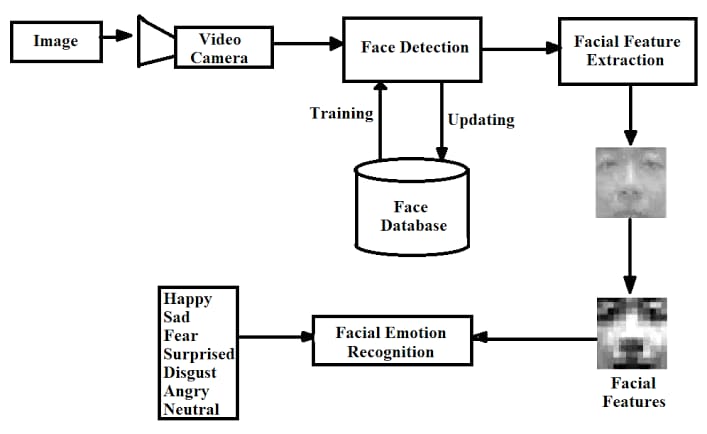 Image
Video
Camera
Face Detection
Facial Feature
Extraction
Training
Updating
Face
Database
Happy
Sad
Fear
Surprised
Disgust
Angry
Neutral
Facial Emotion
Recognition
Facial
Features